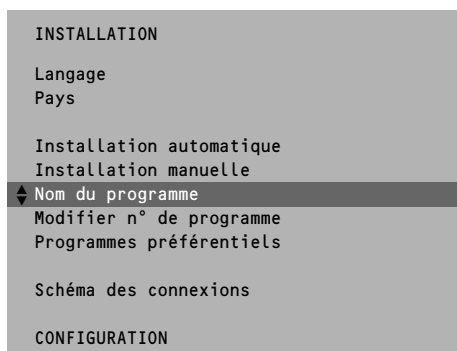 INSTALLATION
Langage
Pays
Installation automatique
Installation manuelle
Nom du programme
Modifier n° de programme
Programmes préférentiels
Schéma des connexions
CONFIGURATION